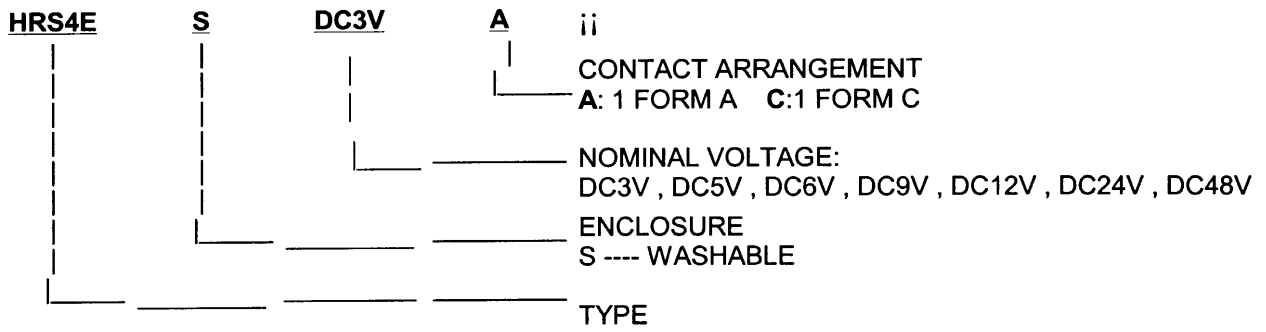 HRS4E S DC3V A ¡¡
CONTACT ARRANGEMENT
A: 1 FORM A C:1 FORM C
NOMINAL VOLTAGE:
DC3V , DC5V , DC6V , DC9V , DC12V , DC24V , DC48V
ENCLOSURE
S ---- WASHABLE
TYPE